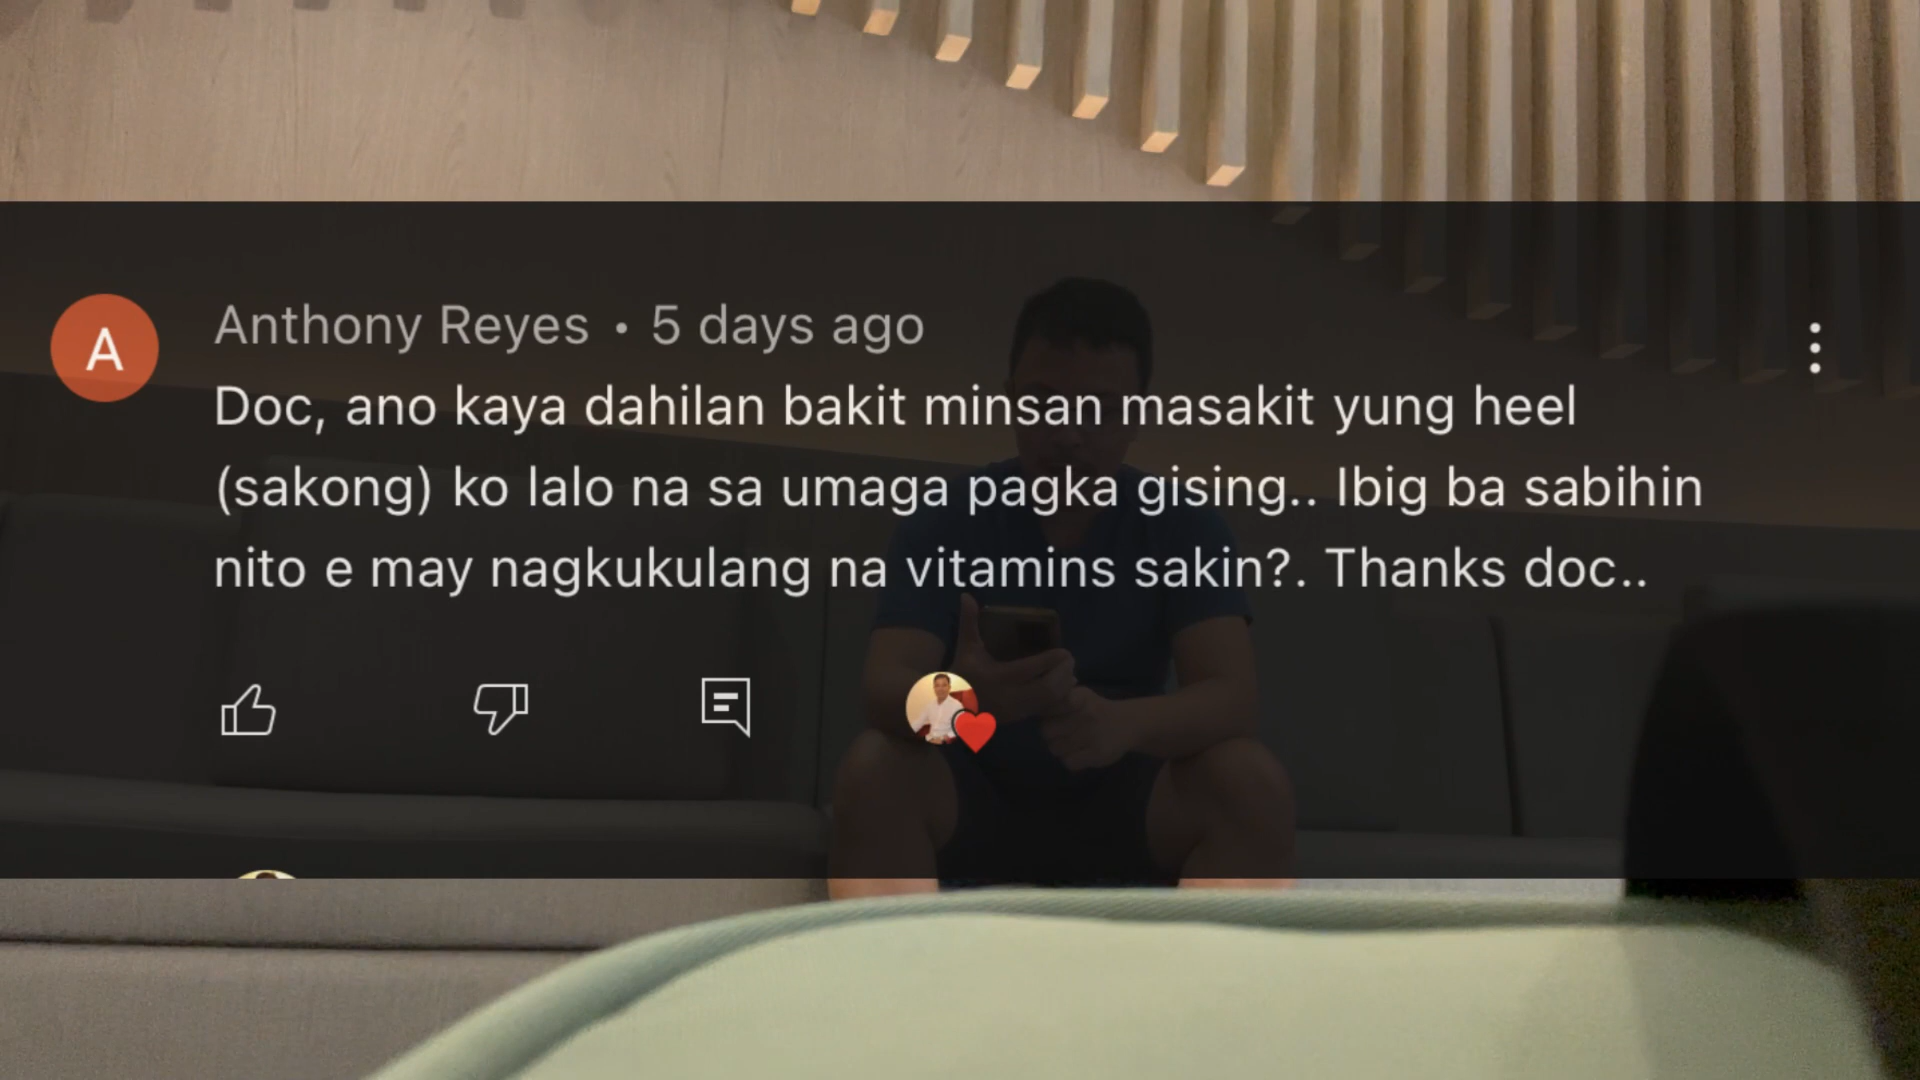 A
Anthony Reyes • 5 days ago
Doc, ano kaya dahilan bakit minsan masakit yung heel
(sakong) ko lalo na sa umaga pagka gising.. Ibig ba sabihin
nito e may nagkukulang na vitamins sakin?. Thanks doc..